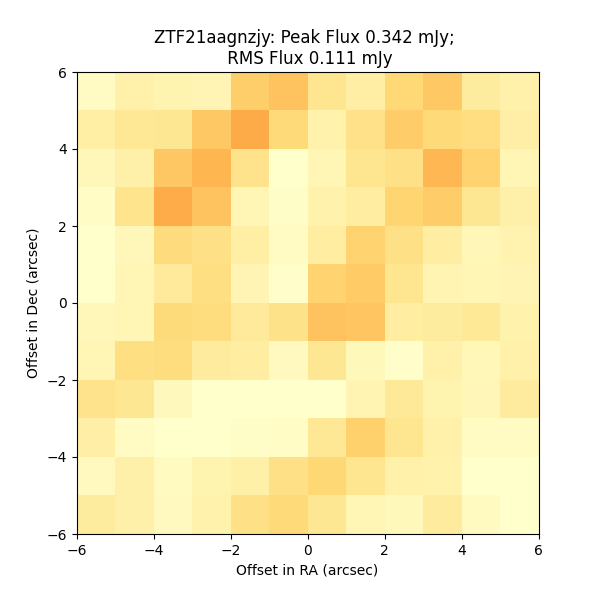 ZTF21aagnzjy: Peak Flux 0.342 mJy;
RMS Flux 0.111 mJy
6
4
2
0
−2
−4
−6
Offset in Dec (arcsec)
−6 −4 −2 0 2 4 6
Offset in RA (arcsec)